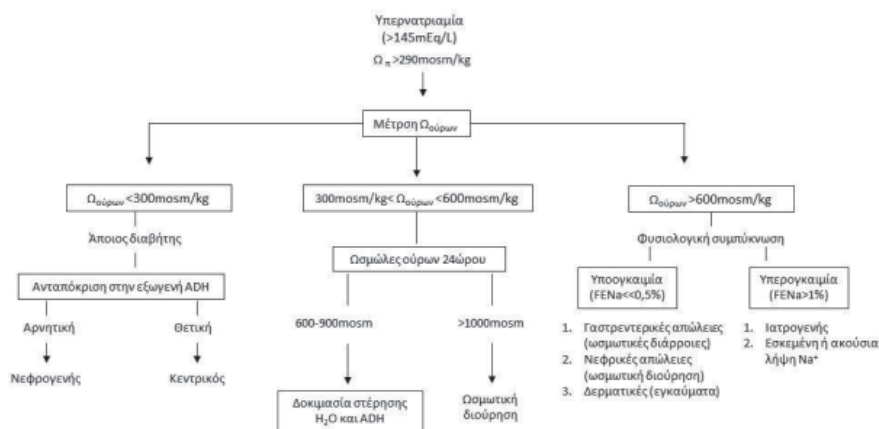 Υπερνατριαμία
(>145mEq/L)
Ω π >290mosm/kg
Μέτρση Ωούρων
Ωούρων <300mosm/kg
300mosm/kg< Ωούρων <600mosm/kg
Ωούρων >600mosm/kg
Άποιος διαβήτης
Φυσιολογική συμπύκνωση
Ωσμώλες ούρων 24ώρου
Ανταπόκριση στην εξωγενή ADH
Υποογκαιμία
(FENa<<0,5%)
Υπερογκαιμία
(FENa>1%)
Αρνητική
Θετική
600-900mosm
>1000mosm
1. Γαστρεντερικές απώλειες
(ωσμωτικές διάρροιες)
2. Νεφρικές απώλειες
(ωσμωτική διούρηση)
3. Δερματικές (εγκαύματα)
1. Ιατρογενής
2. Εσκεμένη ή ακούσια
λήψη Na+
Νεφρογενής
Κεντρικός
Δοκιμασία στέρησης
H2O και ADH
Ωσμωτική
διούρηση